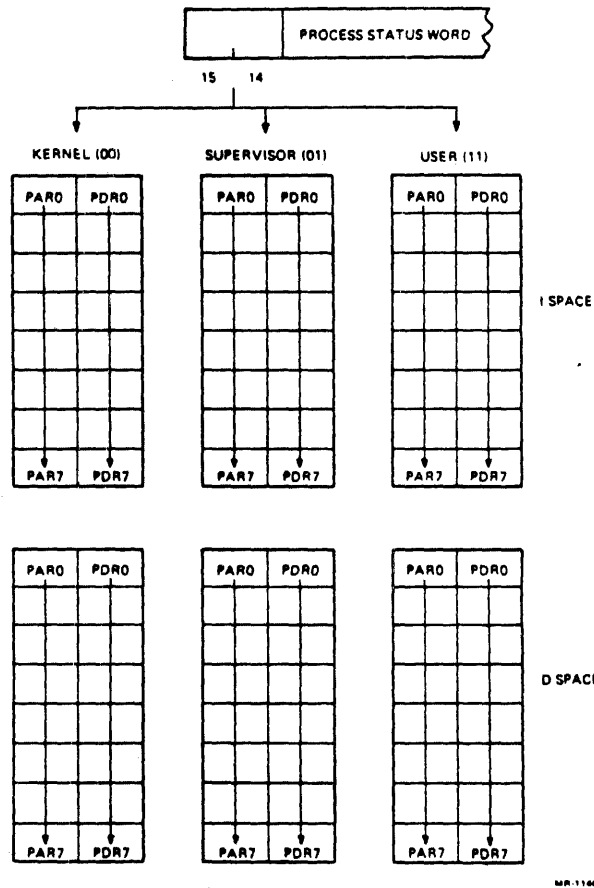 PROCESS STATUS WORD
15 14
KERNEL (00) SUPERVISOR (01) USER (11)
PAR0 PDR0 PAR0 PDR0 PAR0 PDR0
I SPACE
PAR7 PDR7 PAR7 PDR7 PAR7 PDR7
PAR0 PDR0 PAR0 PDR0 PAR0 PDR0
D SPACE
PAR7 PDR7 PAR7 PDR7 PAR7 PDR7